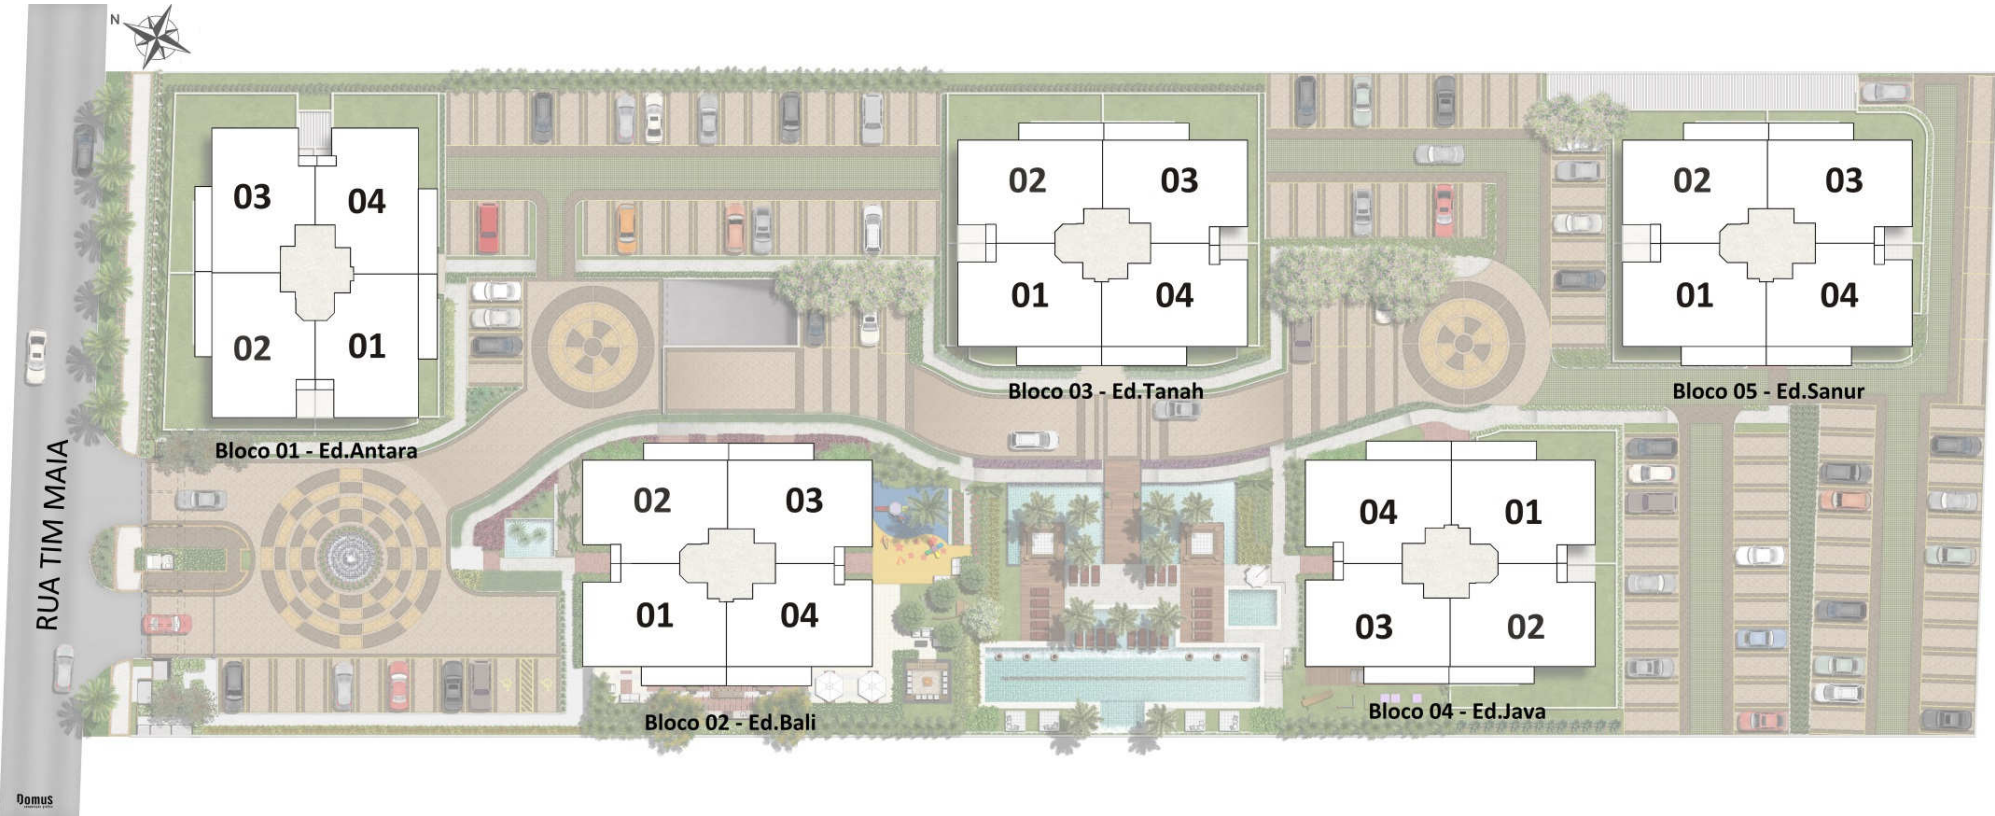 N
03
04
02
01
Bloco 01 - Ed.Antara
02
03
01
04
Bloco 03 - Ed.Tanah
02
03
01
04
Bloco 05 - Ed.Sanur
RUA TIM MAIA
02
03
01
04
Bloco 02 - Ed.Bali
04
01
03
02
Bloco 04 - Ed.Java
Domus